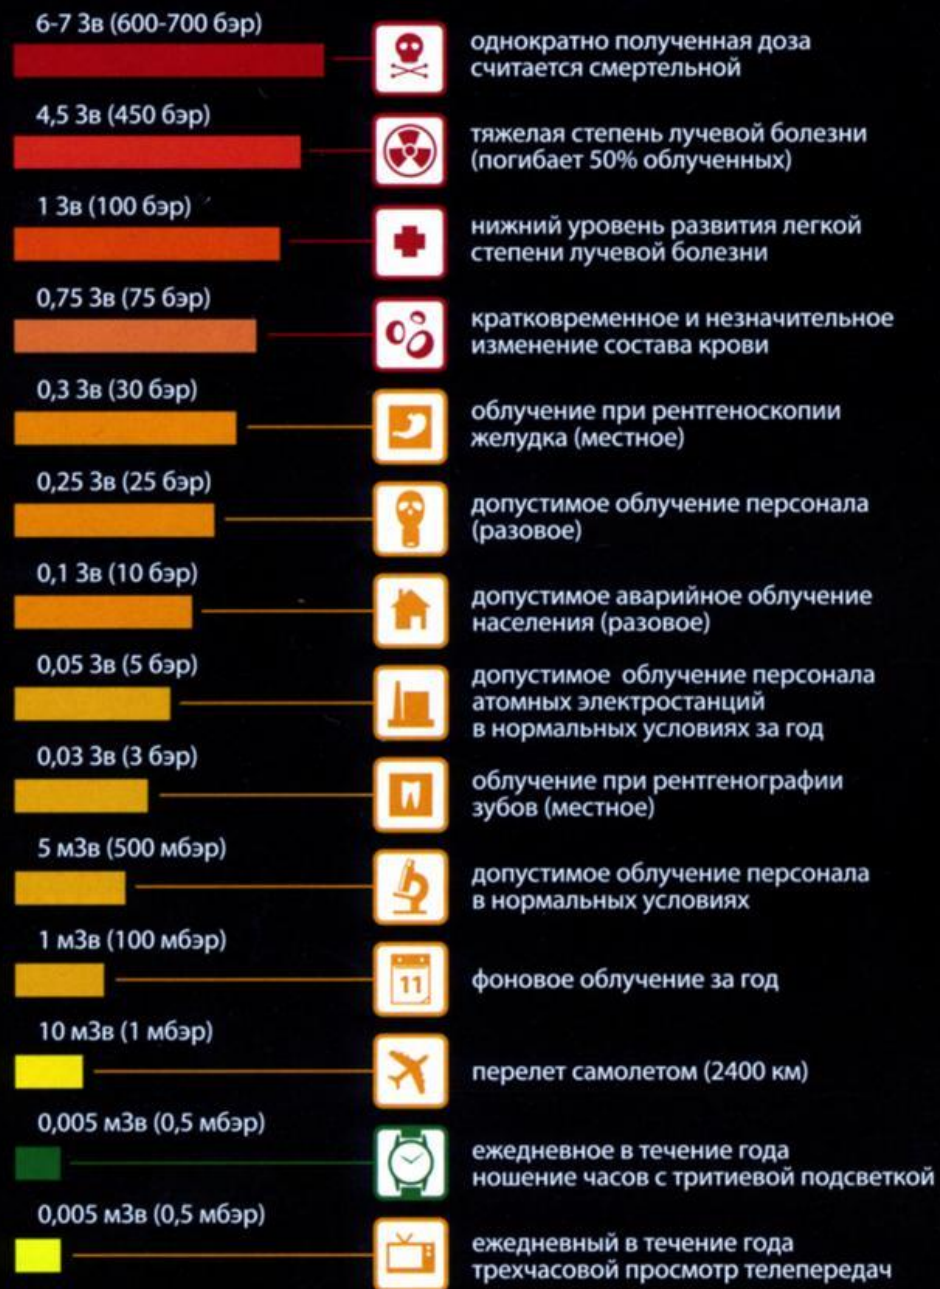 6-7 Зв (600-700 бэр)
однократно полученная доза
считается смертельной
4,5 Зв (450 бэр)
тяжелая степень лучевой болезни
(погибает 50% облученных)
1 Зв (100 бэр)
нижний уровень развития легкой
степени лучевой болезни
0,75 Зв (75 бэр)
кратковременное и незначительное
изменение состава крови
0,3 Зв (30 бэр)
облучение при рентгеноскопии
желудка (местное)
0,25 Зв (25 бэр)
допустимое облучение персонала
(разовое)
0,1 Зв (10 бэр)
допустимое аварийное облучение
населения (разовое)
0,05 Зв (5 бэр)
допустимое облучение персонала
атомных электростанций
в нормальных условиях за год
0,03 Зв (3 бэр)
облучение при рентгенографии
зубов (местное)
5 мЗв (500 мбэр)
допустимое облучение персонала
в нормальных условиях
1 мЗв (100 мбэр)
11
фоновое облучение за год
10 мЗв (1 мбэр)
перелет самолетом (2400 км)
0,005 мЗв (0,5 мбэр)
ежедневное в течение года
ношение часов с тритиевой подсветкой
0,005 мЗв (0,5 мбэр)
ежедневный в течение года
трехчасовой просмотр телепередач